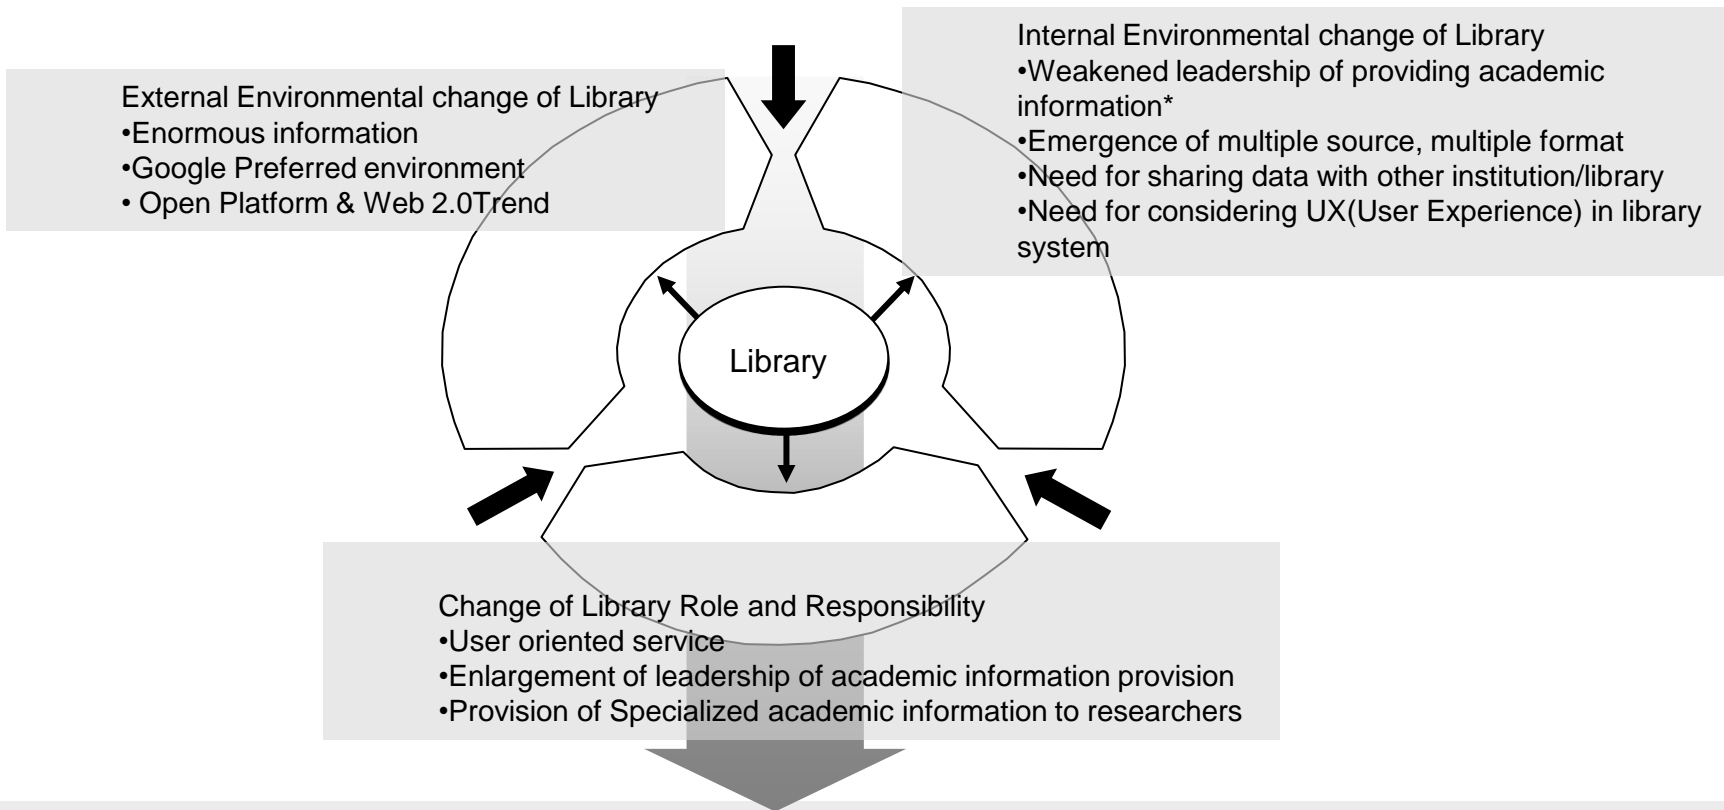 External Environmental change of Library
•Enormous information
•Google Preferred environment
• Open Platform & Web 2.0Trend
Internal Environmental change of Library
•Weakened leadership of providing academic
information*
•Emergence of multiple source, multiple format
•Need for sharing data with other institution/library
•Need for considering UX(User Experience) in library
system
Library
Change of Library Role and Responsibility
•User oriented service
•Enlargement of leadership of academic information provision
•Provision of Specialized academic information to researchers